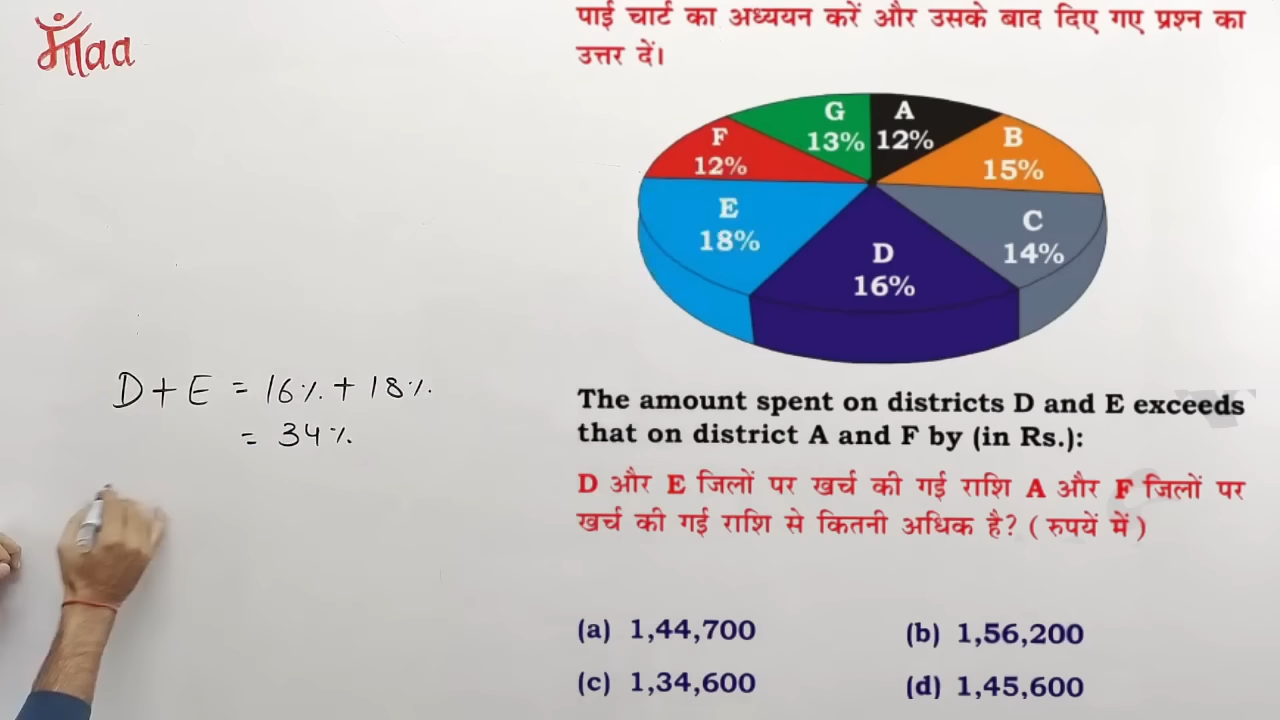 माँaa
पाई चार्ट का अध्ययन करें और उसके बाद दिए गए प्रश्न का
उत्तर दें।
G
13%
A
12%
F
12%
B
15%
E
18%
C
14%
D
16%
D + E = 16% + 18%
= 34%
The amount spent on districts D and E exceeds
that on district A and F by (in Rs.):
D और E जिलों पर खर्च की गई राशि A और F जिलों पर
खर्च की गई राशि से कितनी अधिक है? ( रुपयें में )
(a) 1,44,700
(b) 1,56,200
(c) 1,34,600
(d) 1,45,600